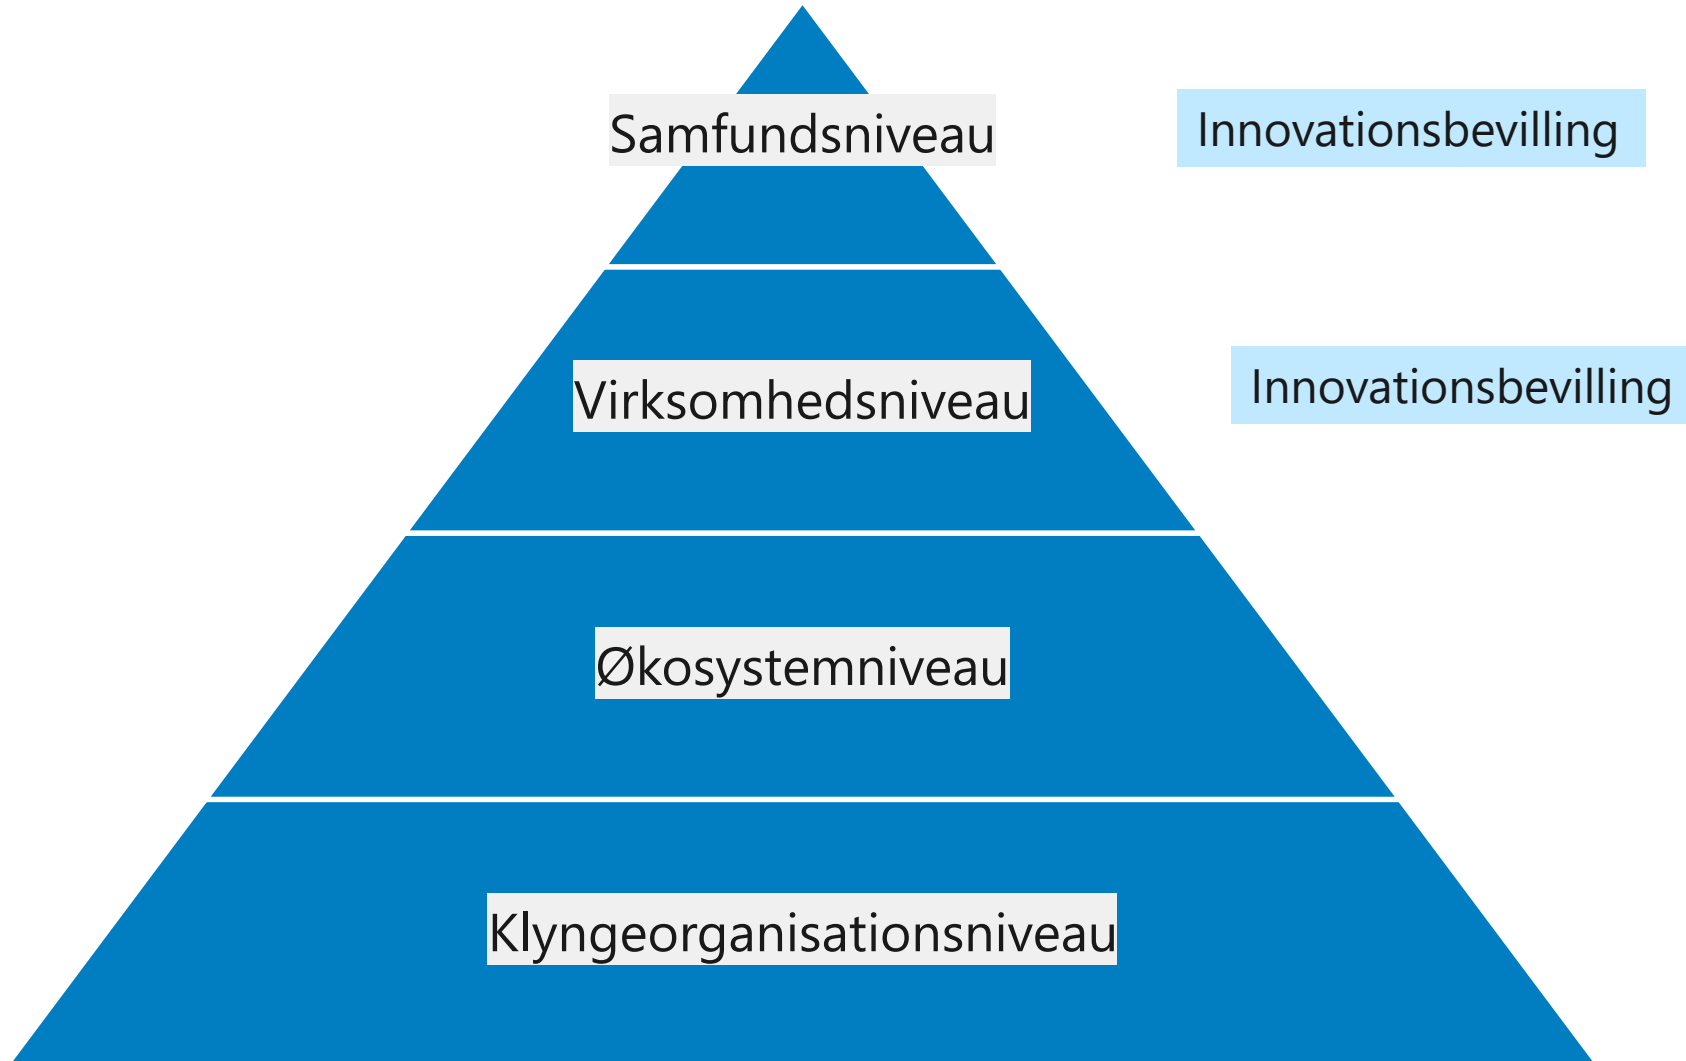 Samfundsniveau
Innovationsbevilling
Virksomhedsniveau
Innovationsbevilling
Økosystemniveau
Klyngeorganisationsniveau